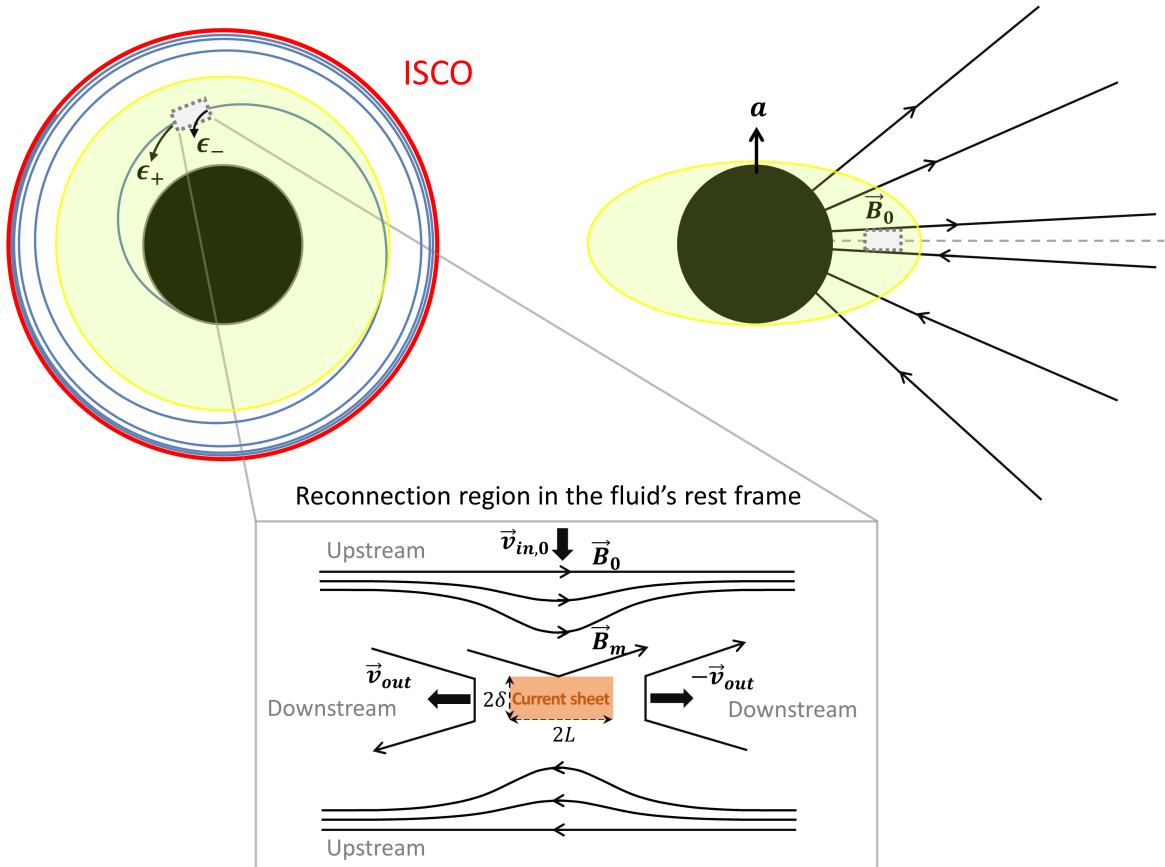 ISCO
ϵ₊
ϵ₋
a
B⃗₀
Reconnection region in the fluid's rest frame
Upstream
v⃗in,0
B⃗₀
B⃗m
v⃗out
-v⃗out
2δ
Current sheet
Downstream
Downstream
2L
Upstream